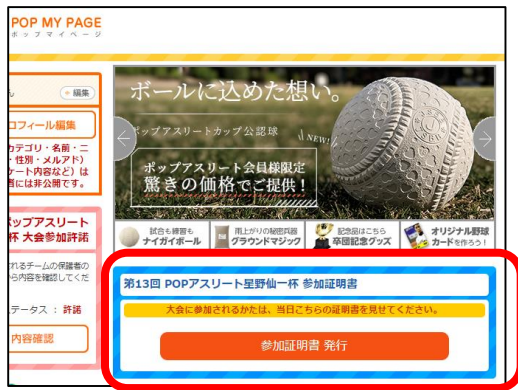 POP MY PAGE
ポップマイページ
ん
編集
ロフィール編集
カテゴリ・名前・ニ
・性別・メルアド）
ケート内容など）は
者には非公開です。
ポップアスリート
杯 大会参加許諾
れるチームの保護者の
ら内容を確認してくだ
ステータス ： 許諾
内容確認
ボールに込めた想い。
ポップアスリートカップ公認球
NEW!
ポップアスリート会員様限定
驚きの価格でご提供！
試合も練習も
ナイガイボール
雨上がりの秘密兵器
グラウンドマジック
記念品はこちら
卒団記念グッズ
オリジナル野球
カードを作ろう！
第13回 POPアスリート星野仙一杯 参加証明書
大会に参加されるかたは、当日こちらの証明書を見せてください。
参加証明書 発行